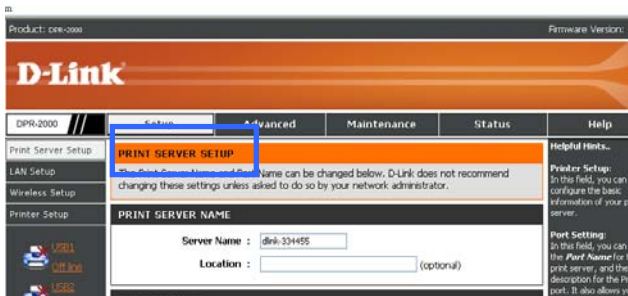 m
Product: DPR-2000 Firmware Version:
D-Link
DPR-2000 Setup Advanced Maintenance Status Help
Print Server Setup
LAN Setup
Wireless Setup
Printer Setup
USB1
Off line
USB2
PRINT SERVER SETUP
The Print Server Name and Port Name can be changed below. D-Link does not recommend
changing these settings unless asked to do so by your network administrator.
PRINT SERVER NAME
Server Name : dlink-334455
Location : (optional)
Helpful Hints..
Printer Setup:
In this field, you can
configure the basic
information of your p
server.
Port Setting:
In this field, you can
the Port Name for t
print server, and the
description for the Pr
port. It also allows yo